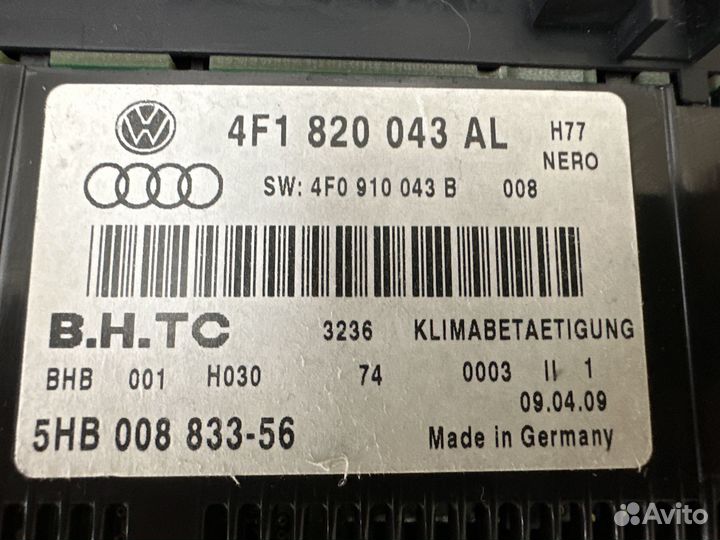 4F1 820 043 AL H77
NERO
SW: 4F0 910 043 B 008
B.H.TC 3236 KLIMABETAETIGUNG
BHB 001 H030 74 0003 II 1
09.04.09
5HB 008 833-56 Made in Germany
Avito